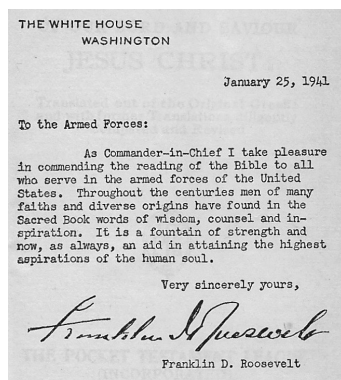 THE WHITE HOUSE
WASHINGTON
January 25, 1941
To the Armed Forces:
As Commander-in-Chief I take pleasure
in commending the reading of the Bible to all
who serve in the armed forces of the United
States. Throughout the centuries men of many
faiths and diverse origins have found in the
Sacred Book words of wisdom, counsel and in-
spiration. It is a fountain of strength and
now, as always, an aid in attaining the highest
aspirations of the human soul.
Very sincerely yours,
Franklin D. Roosevelt
Franklin D. Roosevelt